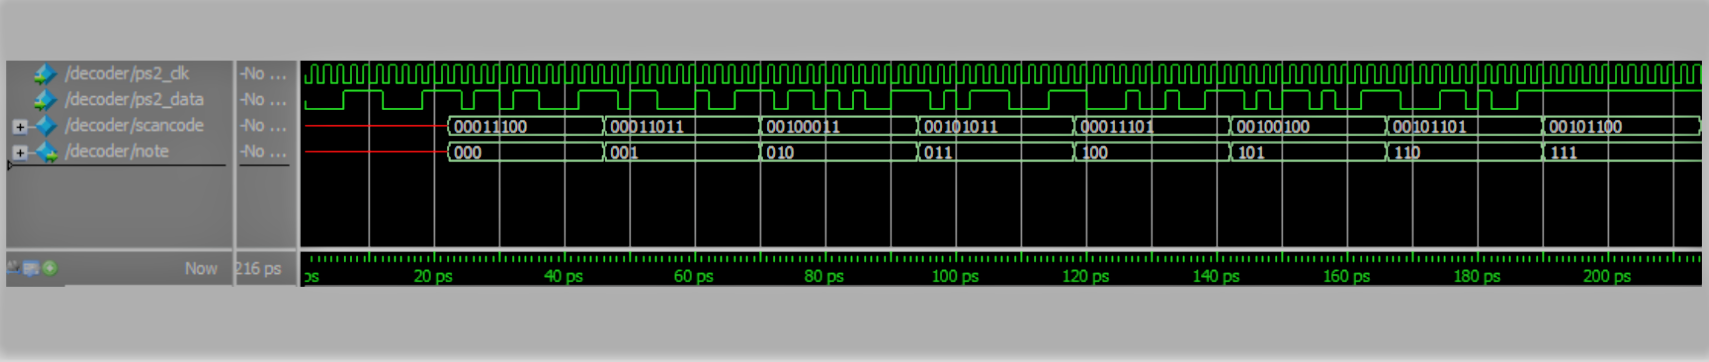 /decoder/ps2_clk -No ...
/decoder/ps2_data -No ...
/decoder/scancode -No ... 00011100 00011011 00100011 00101011 00011101 00100100 00101101 00101100
/decoder/note -No ... 000 001 010 011 100 101 110 111
Now 216 ps ps 20 ps 40 ps 60 ps 80 ps 100 ps 120 ps 140 ps 160 ps 180 ps 200 ps